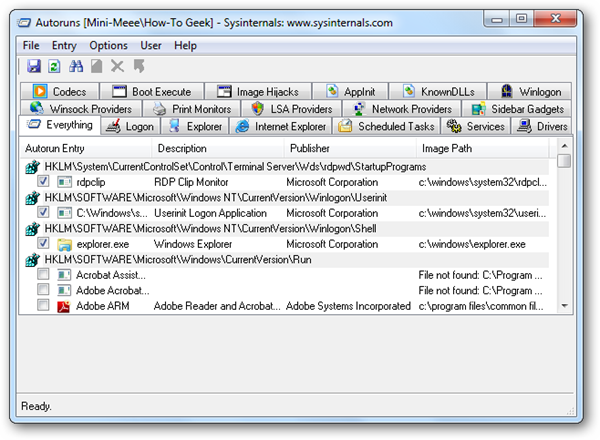 Autoruns [Mini-Meee\How-To Geek] - Sysinternals: www.sysinternals.com
File Entry Options User Help
Codecs Boot Execute Image Hijacks AppInit KnownDLLs Winlogon
Winsock Providers Print Monitors LSA Providers Network Providers Sidebar Gadgets
Everything Logon Explorer Internet Explorer Scheduled Tasks Services Drivers
Autorun Entry Description Publisher Image Path
HKLM\System\CurrentControlSet\Control\Terminal Server\Wds\rdpwd\StartupPrograms
rdpclip RDP Clip Monitor Microsoft Corporation c:\windows\system32\rdpcl...
HKLM\SOFTWARE\Microsoft\Windows NT\CurrentVersion\Winlogon\Userinit
C:\Windows\s... Userinit Logon Application Microsoft Corporation c:\windows\system32\useri...
HKLM\SOFTWARE\Microsoft\Windows NT\CurrentVersion\Winlogon\Shell
explorer.exe Windows Explorer Microsoft Corporation c:\windows\explorer.exe
HKLM\SOFTWARE\Microsoft\Windows\CurrentVersion\Run
Acrobat Assist... File not found: C:\Program ...
Adobe Acrobat... File not found: C:\Program ...
Adobe ARM Adobe Reader and Acrobat... Adobe Systems Incorporated c:\program files\common fil...
Ready.